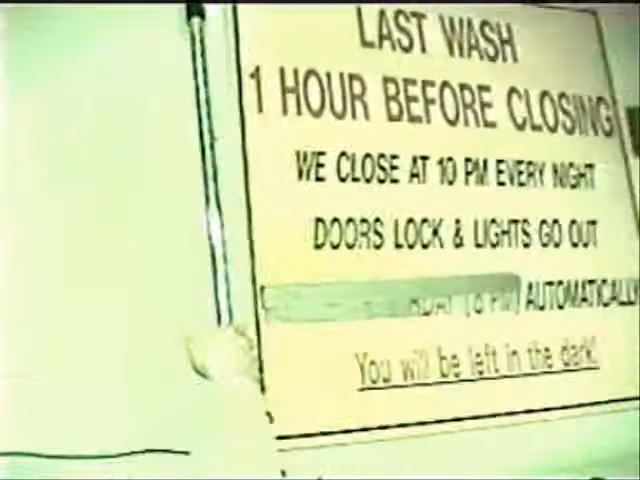 LAST WASH
1 HOUR BEFORE CLOSING
WE CLOSE AT 10 PM EVERY NIGHT
DOORS LOCK & LIGHTS GO OUT
AUTOMATICALLY
You will be left in the dark!